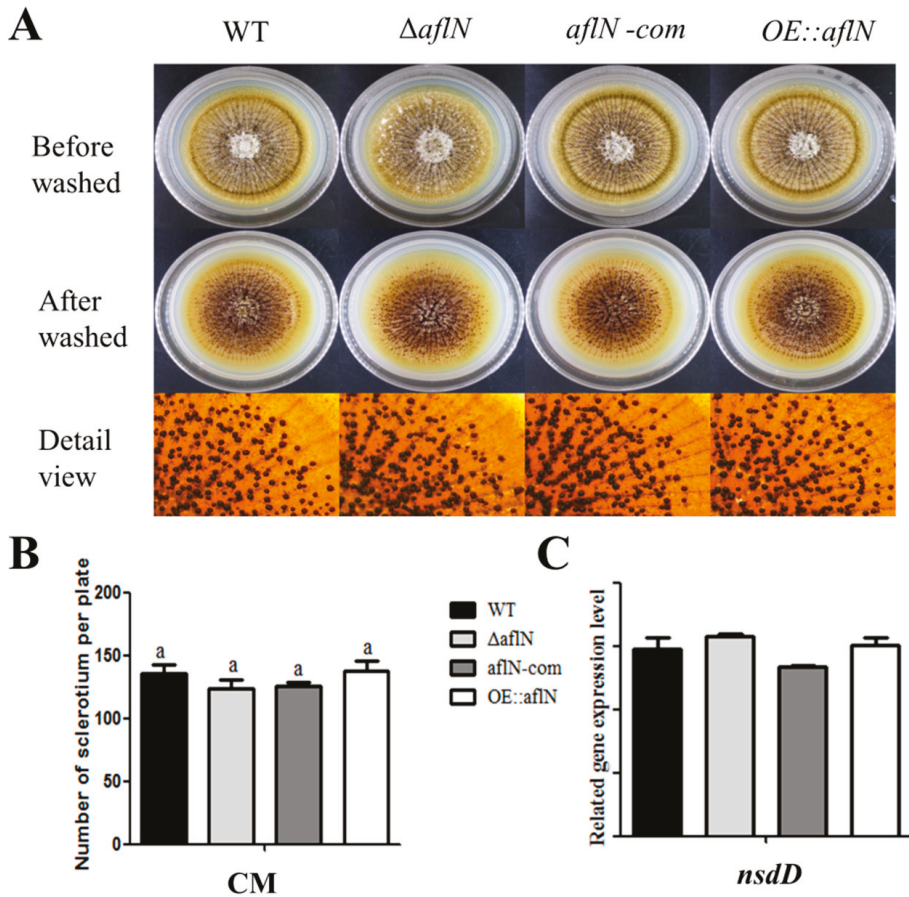 A
WT
ΔaflN
aflN -com
OE::aflN
Before
washed
After
washed
Detail
view
B
Number of sclerotium per plate
200
150
100
50
0
a
a
a
a
CM
WT
ΔaflN
aflN-com
OE::aflN
C
Related gene expression level
nsdD